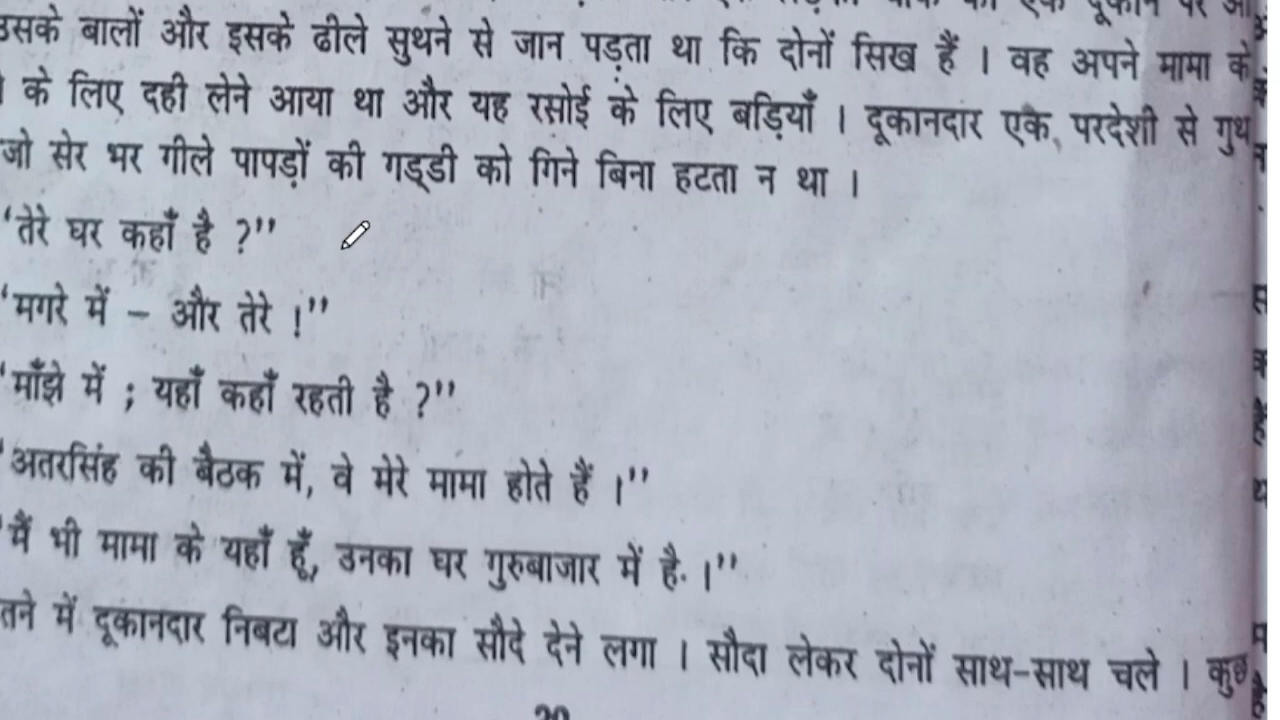 उसके बालों और इसके ढीले सुथने से जान पड़ता था कि दोनों सिख हैं । वह अपने मामा के
के लिए दही लेने आया था और यह रसोई के लिए बड़ियाँ । दूकानदार एक, परदेशी से गुथ
जो सेर भर गीले पापड़ों की गड्डी को गिने बिना हटता न था ।
‘तेरे घर कहाँ है ?”
‘मगरे में – और तेरे !”
‘माँझे में ; यहाँ कहाँ रहती है ?”
‘अतरसिंह की बैठक में, वे मेरे मामा होते हैं ।”
‘मैं भी मामा के यहाँ हूँ, उनका घर गुरुबाजार में है. ।”
तने में दूकानदार निबटा और इनका सौदे देने लगा । सौदा लेकर दोनों साथ-साथ चले । कुछ